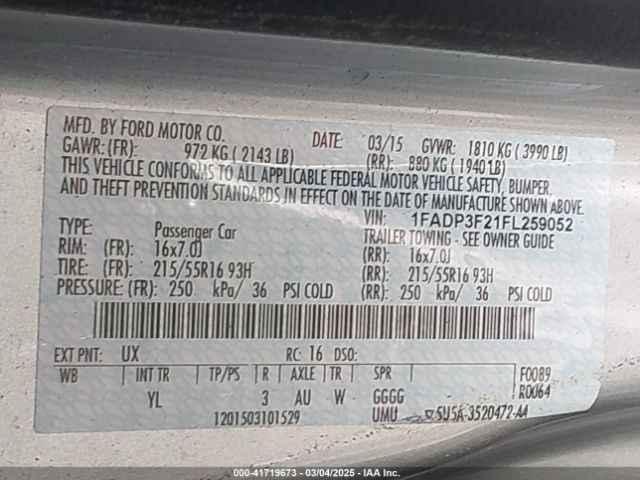 MFD. BY FORD MOTOR CO. DATE: 03/15 GVWR: 1810 KG ( 3990 LB)
GAWR: (FR): 972 KG ( 2143 LB) (RR): 880 KG ( 1940 LB)
THIS VEHICLE CONFORMS TO ALL APPLICABLE FEDERAL MOTOR VEHICLE SAFETY, BUMPER,
AND THEFT PREVENTION STANDARDS IN EFFECT ON THE DATE OF MANUFACTURE SHOWN ABOVE.
VIN: 1FADP3F21FL259052
TYPE: Passenger Car TRAILER TOWING - SEE OWNER GUIDE
RIM: (FR): 16x7.0J (RR): 16x7.0J
TIRE: (FR): 215/55R16 93H (RR): 215/55R16 93H
PRESSURE: (FR): 250 kPa/ 36 PSI COLD (RR): 250 kPa/ 36 PSI COLD
EXT PNT: UX RC: 16 DSO:
WB INT TR TP/PS R AXLE TR SPR F0089
YL 3 AU W GGGG R0064
1201503101529 UMU 5U5A-3520472-AA
000-41719673 — 03/04/2025 — IAA Inc.